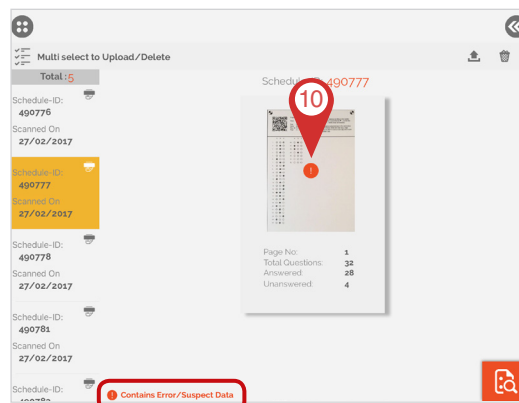 Multi select to Upload/Delete
Total :5
Schedule-ID:
490776
Scanned On
27/02/2017
Schedule-ID:
490777
Scanned On
27/02/2017
Schedule-ID:
490778
Scanned On
27/02/2017
Schedule-ID:
490781
Scanned On
27/02/2017
Schedule-ID:
490777
10
!
Page No: 1
Total Questions: 32
Answered: 28
Unanswered: 4
! Contains Error/Suspect Data